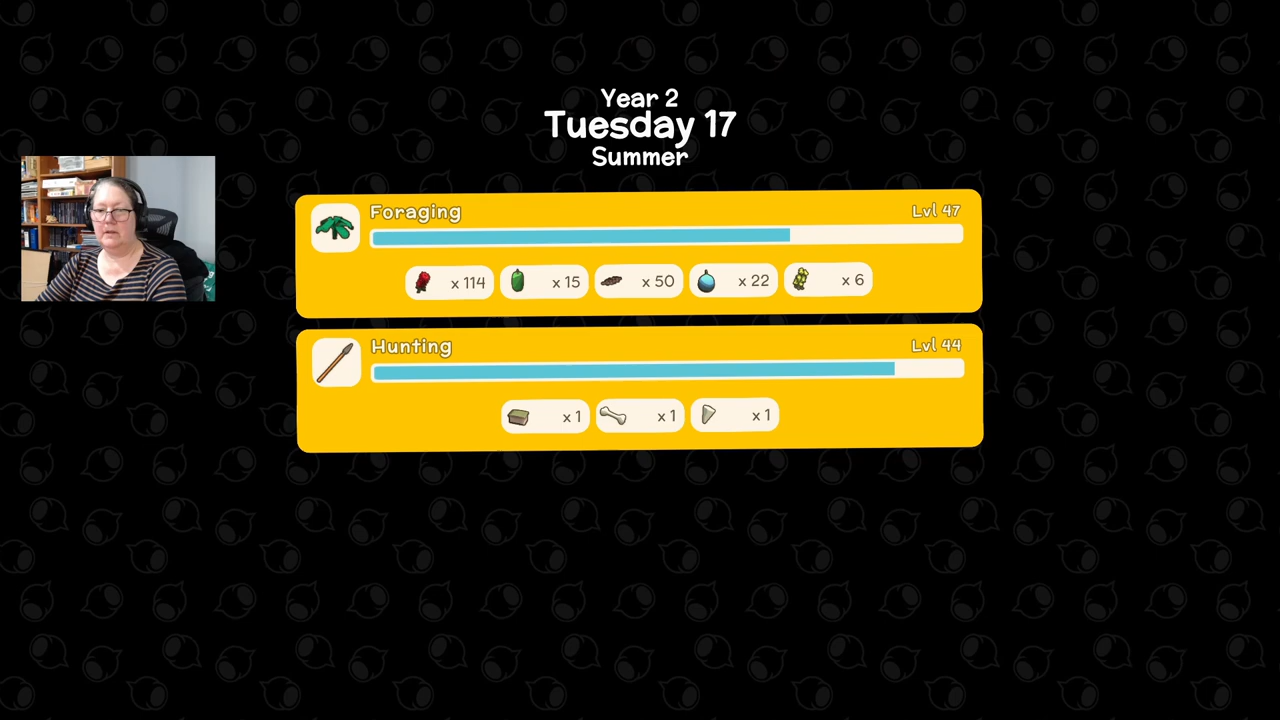 Year 2
Tuesday 17
Summer
Foraging Lvl 47
x 114 x 15 x 50 x 22 x 6
Hunting Lvl 44
x 1 x 1 x 1